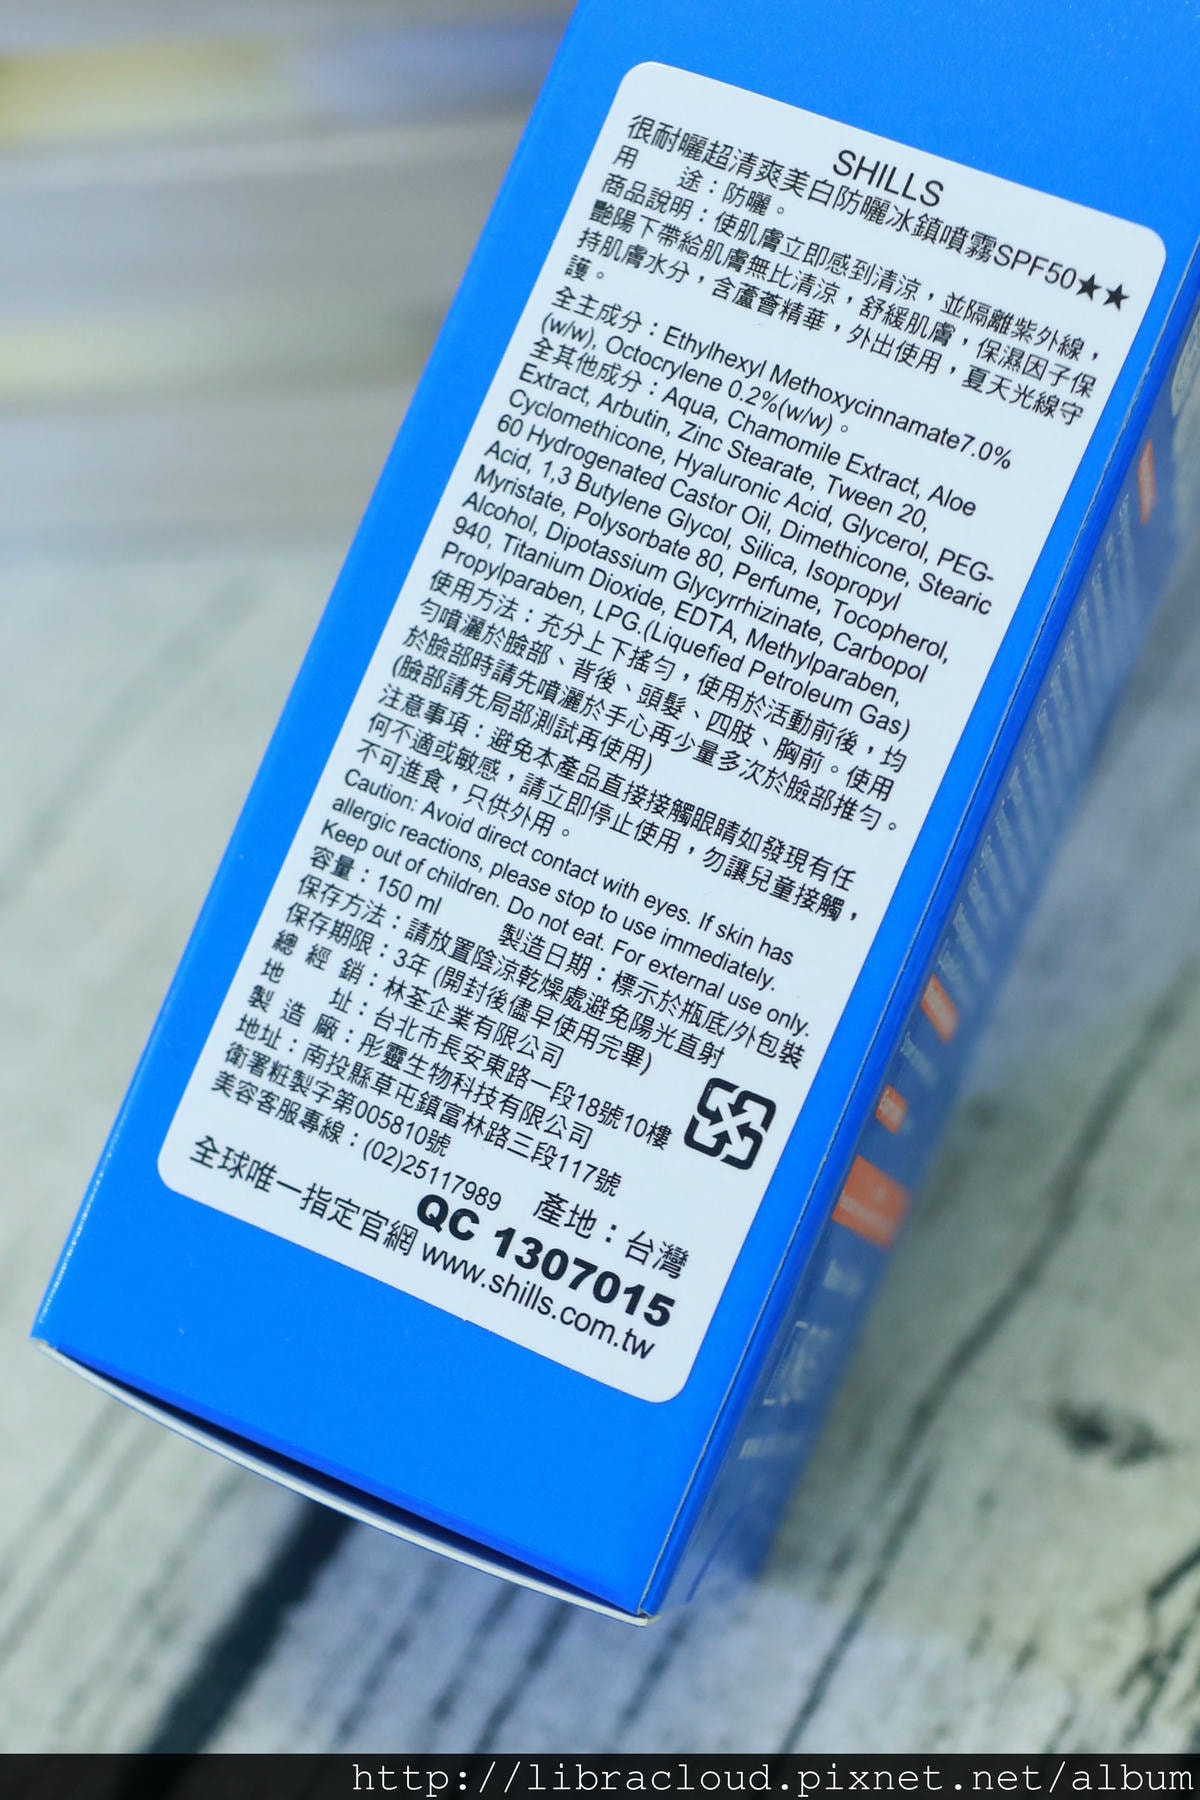 SHILLS
很耐曬超清爽美白防曬冰鎮噴霧SPF50★★
用　　途：防曬。
商品說明：使肌膚立即感到清涼，並隔離紫外線，
艷陽下帶給肌膚無比清涼，舒緩肌膚，保濕因子保
持肌膚水分，含蘆薈精華，外出使用，夏天光線守
護。
全主成分：Ethylhexyl Methoxycinnamate7.0%
(w/w), Octocrylene 0.2%(w/w)。
全其他成分：Aqua, Chamomile Extract, Aloe
Extract, Arbutin, Zinc Stearate, Tween 20,
Cyclomethicone, Hyaluronic Acid, Glycerol, PEG-
60 Hydrogenated Castor Oil, Dimethicone, Stearic
Acid, 1,3 Butylene Glycol, Silica, Isopropyl
Myristate, Polysorbate 80, Perfume, Tocopherol,
Alcohol, Dipotassium Glycyrrhizinate, Carbopol
940, Titanium Dioxide, EDTA, Methylparaben,
Propylparaben, LPG.(Liquefied Petroleum Gas)
使用方法：充分上下搖勻，使用於活動前後，均
勻噴灑於臉部、背後、頭髮、四肢、胸前。使用
於臉部時請先噴灑於手心再少量多次於臉部推勻。
(臉部請先局部測試再使用)
注意事項：避免本產品直接接觸眼睛如發現有任
何不適或敏感，請立即停止使用，勿讓兒童接觸，
不可進食，只供外用。
Caution: Avoid direct contact with eyes. If skin has
allergic reactions, please stop to use immediately.
Keep out of children. Do not eat. For external use only.
容量：150 ml　　製造日期：標示於瓶底/外包裝
保存方法：請放置陰涼乾燥處避免陽光直射
保存期限：3年 (開封後儘早使用完畢)
總 經 銷：林荃企業有限公司
地　　址：台北市長安東路一段18號10樓
製 造 廠：彤靈生物科技有限公司
地址：南投縣草屯鎮富林路三段117號
衛署粧製字第005810號
美容客服專線：(02)25117989　產地：台灣
QC 1307015
全球唯一指定官網 www.shills.com.tw
http://libracloud.pixnet.net/album